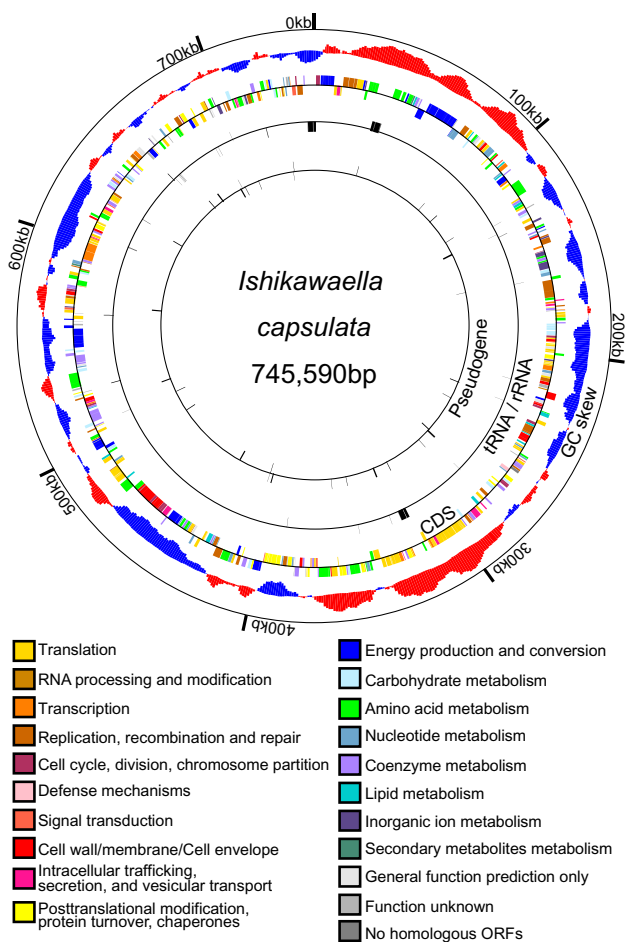 0kb
100kb
200kb
300kb
400kb
500kb
600kb
700kb
Ishikawaella
capsulata
745,590bp
Pseudogene
tRNA / rRNA
CDS
GC skew
Translation
RNA processing and modification
Transcription
Replication, recombination and repair
Cell cycle, division, chromosome partition
Defense mechanisms
Signal transduction
Cell wall/membrane/Cell envelope
Intracellular trafficking,
secretion, and vesicular transport
Posttranslational modification,
protein turnover, chaperones
Energy production and conversion
Carbohydrate metabolism
Amino acid metabolism
Nucleotide metabolism
Coenzyme metabolism
Lipid metabolism
Inorganic ion metabolism
Secondary metabolites metabolism
General function prediction only
Function unknown
No homologous ORFs